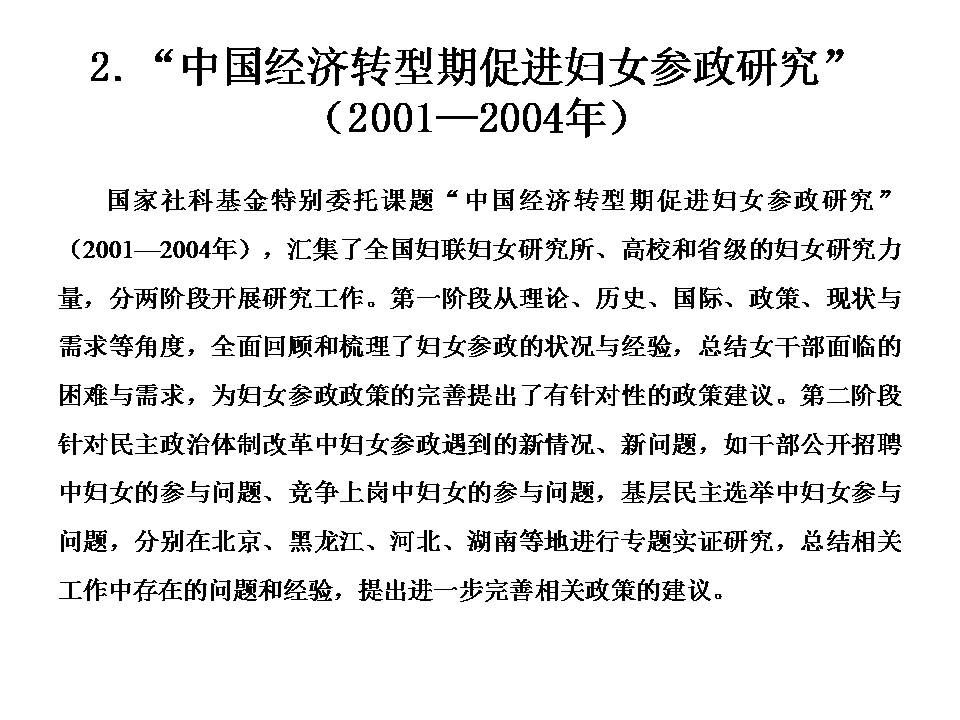 2. “中国经济转型期促进妇女参政研究”
（2001—2004年）
国家社科基金特别委托课题“中国经济转型期促进妇女参政研究”
（2001—2004年），汇集了全国妇联妇女研究所、高校和省级的妇女研究力
量，分两阶段开展研究工作。第一阶段从理论、历史、国际、政策、现状与
需求等角度，全面回顾和梳理了妇女参政的状况与经验，总结女干部面临的
困难与需求，为妇女参政政策的完善提出了有针对性的政策建议。第二阶段
针对民主政治体制改革中妇女参政遇到的新情况、新问题，如干部公开招聘
中妇女的参与问题、竞争上岗中妇女的参与问题，基层民主选举中妇女参与
问题，分别在北京、黑龙江、河北、湖南等地进行专题实证研究，总结相关
工作中存在的问题和经验，提出进一步完善相关政策的建议。